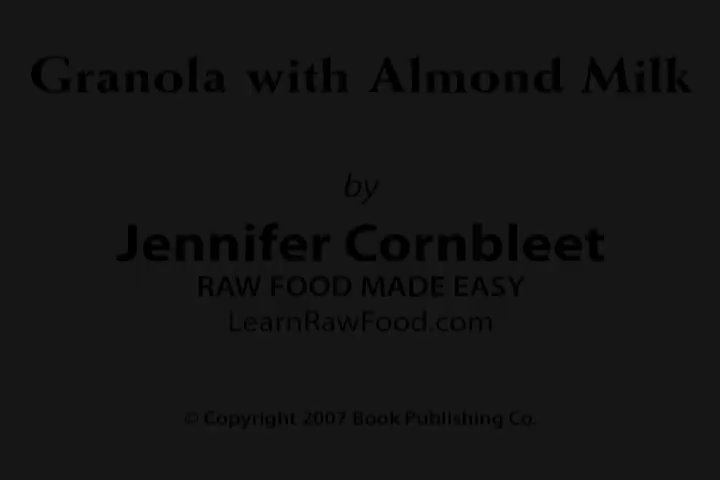 Granola with Almond Milk
by
Jennifer Cornbleet
RAW FOOD MADE EASY
LearnRawFood.com
© Copyright 2007 Book Publishing Co.